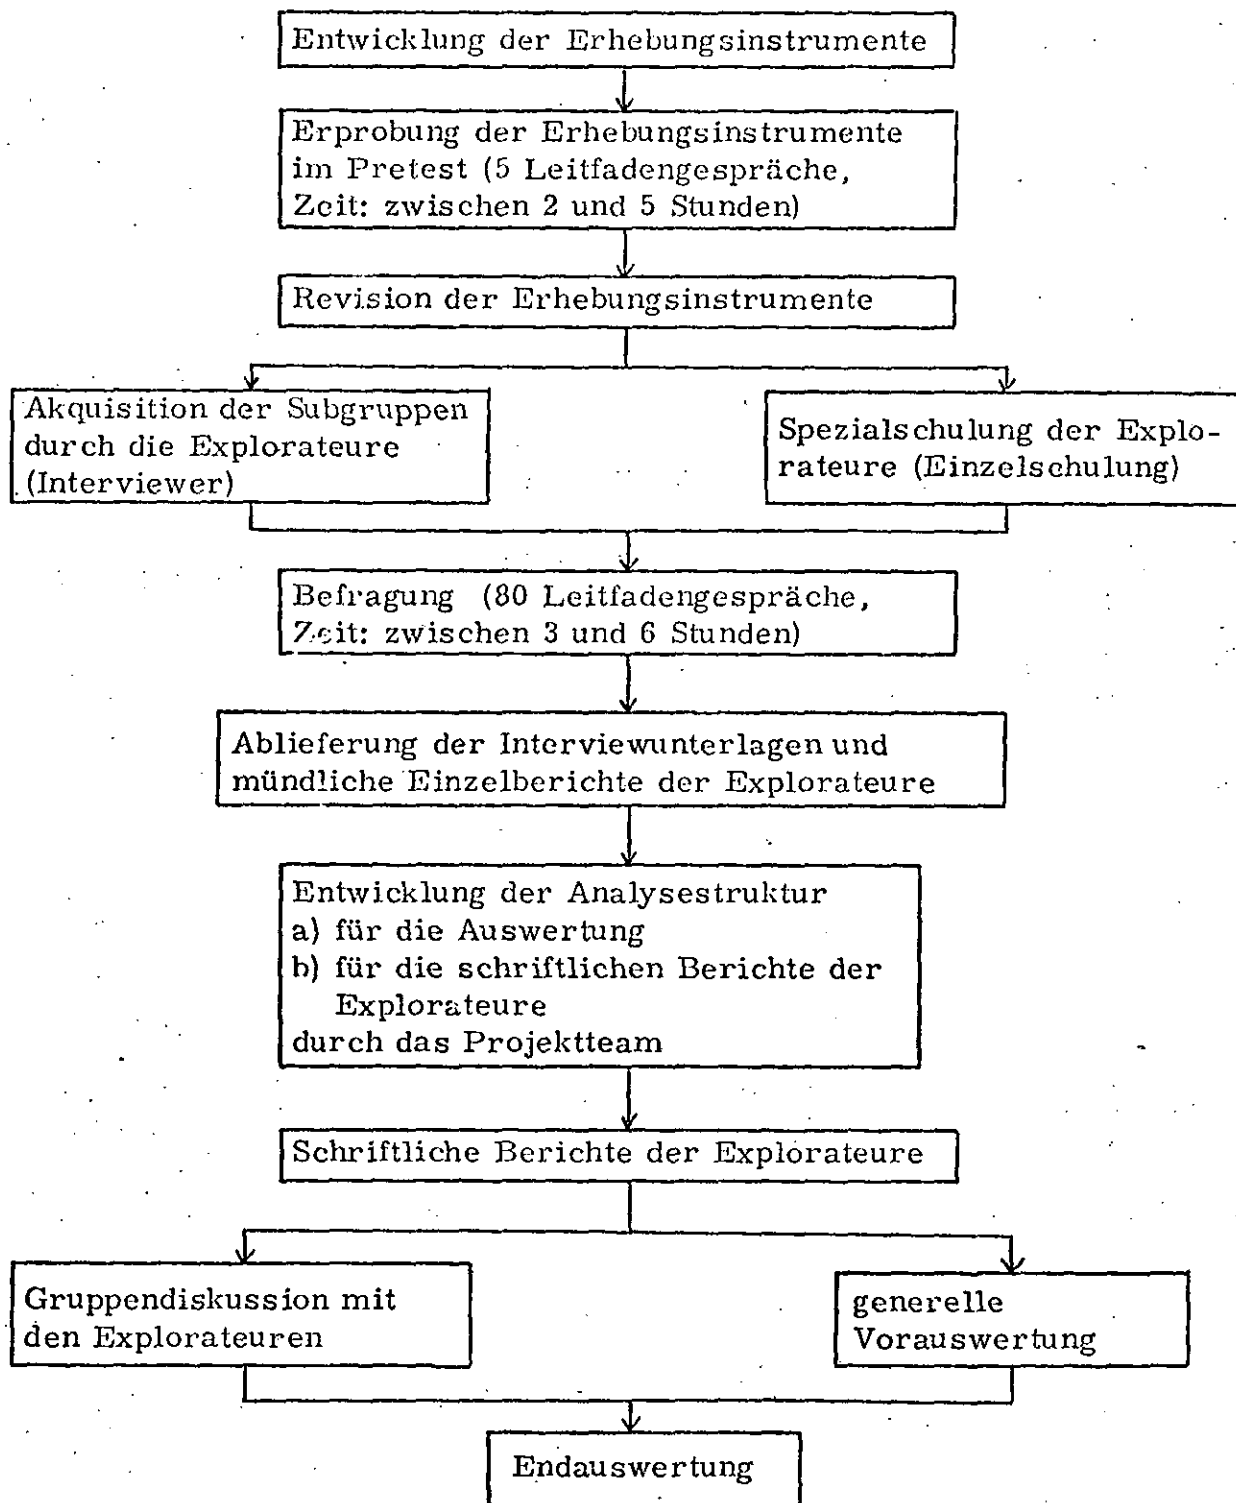 Entwicklung der Erhebungsinstrumente
Erprobung der Erhebungsinstrumente
im Pretest (5 Leitfadengespräche,
Zeit: zwischen 2 und 5 Stunden)
Revision der Erhebungsinstrumente
Akquisition der Subgruppen
durch die Explorateure
(Interviewer)
Spezialschulung der Explo-
rateure (Einzelschulung)
Befragung (80 Leitfadengespräche,
Zeit: zwischen 3 und 6 Stunden)
Ablieferung der Interviewunterlagen und
mündliche Einzelberichte der Explorateure
Entwicklung der Analysestruktur
a) für die Auswertung
b) für die schriftlichen Berichte der
Explorateure
durch das Projektteam
Schriftliche Berichte der Explorateure
Gruppendiskussion mit
den Explorateuren
generelle
Vorauswertung
Endauswertung